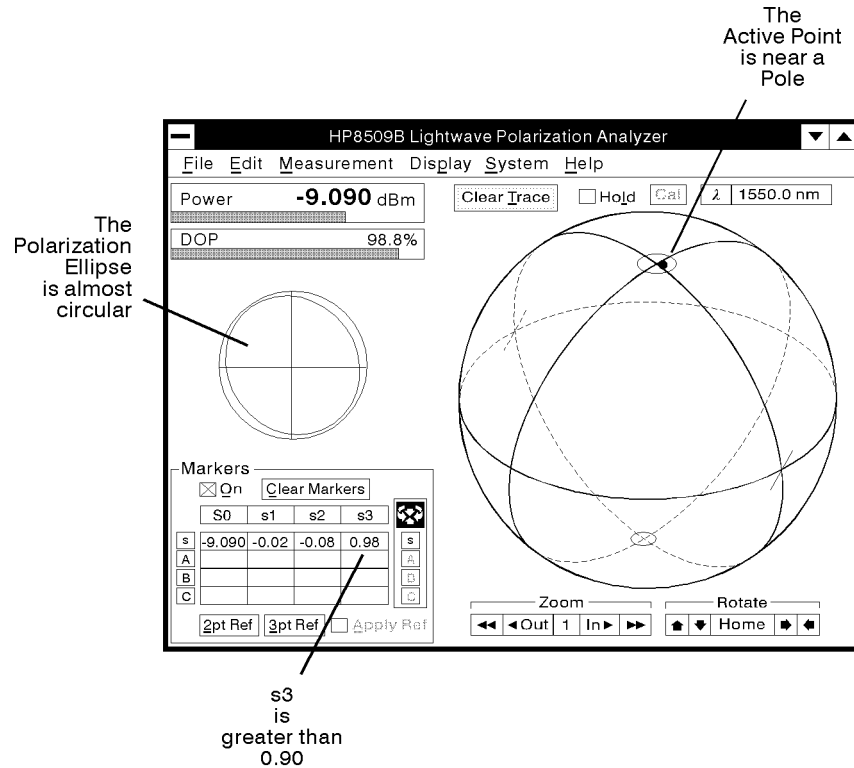 The
Active Point
is near a
Pole
HP8509B Lightwave Polarization Analyzer
File Edit Measurement Display System Help
Power -9.090 dBm
Clear Trace Hold Cal λ 1550.0 nm
DOP 98.8%
The
Polarization
Ellipse
is almost
circular
Markers
On Clear Markers
S0 s1 s2 s3
s -9.090 -0.02 -0.08 0.98 s
A A
B B
C C
2pt Ref 3pt Ref Apply Ref
Zoom
Out 1 In
Rotate
Home
s3
is
greater than
0.90